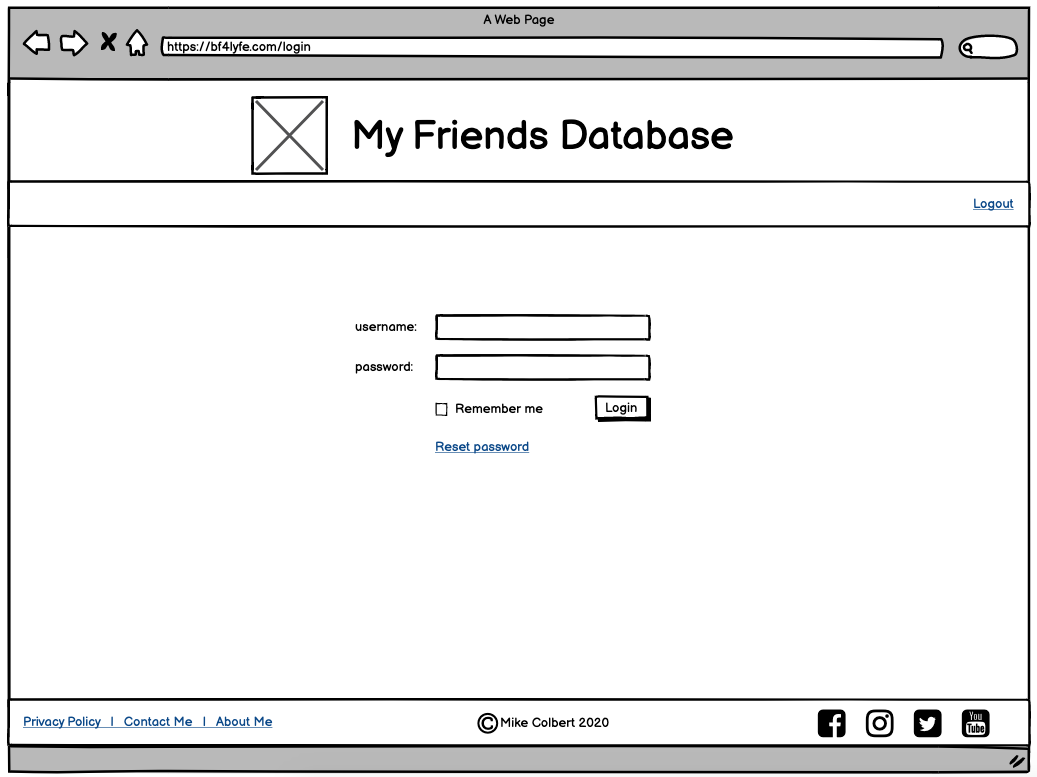 A Web Page
https://bf4lyfe.com/login
My Friends Database
Logout
username:
password:
Remember me
Login
Reset password
Privacy Policy | Contact Me | About Me
© Mike Colbert 2020
You
Tube